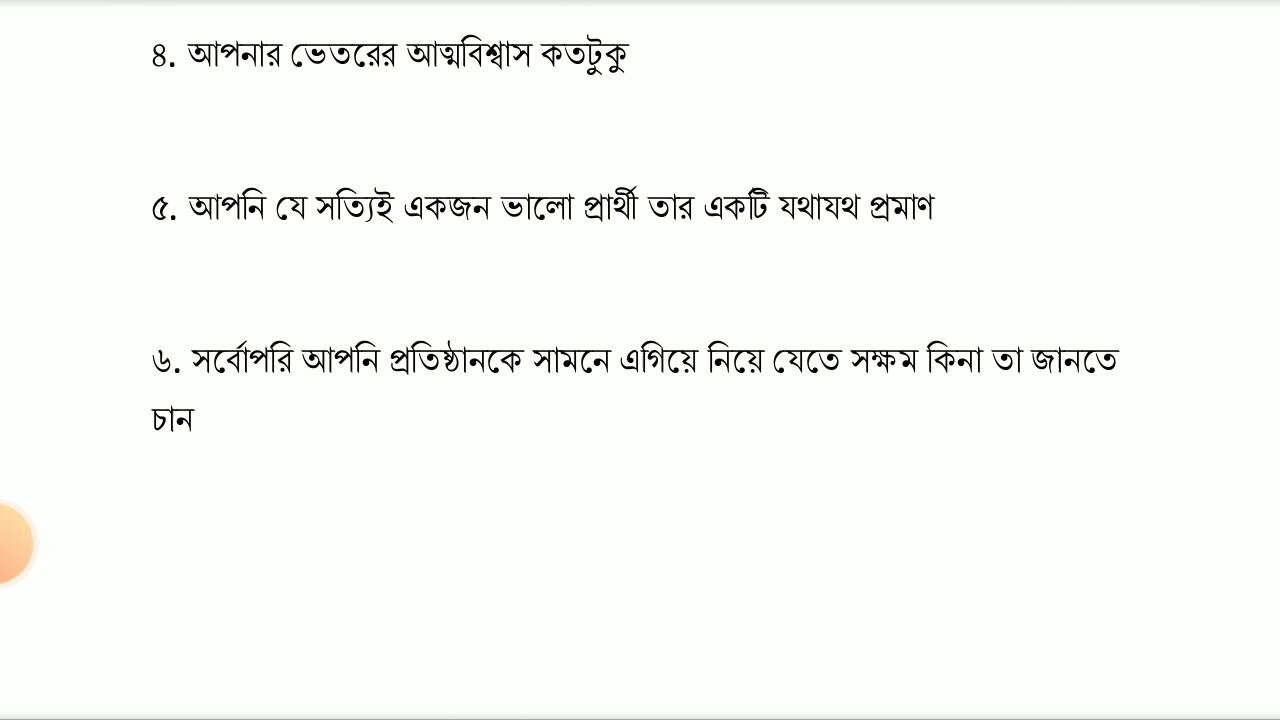 ৪. আপনার ভেতরের আত্মবিশ্বাস কতটুকু
৫. আপনি যে সত্যিই একজন ভালো প্রার্থী তার একটি যথাযথ প্রমাণ
৬. সর্বোপরি আপনি প্রতিষ্ঠানকে সামনে এগিয়ে নিয়ে যেতে সক্ষম কিনা তা জানতে
চান